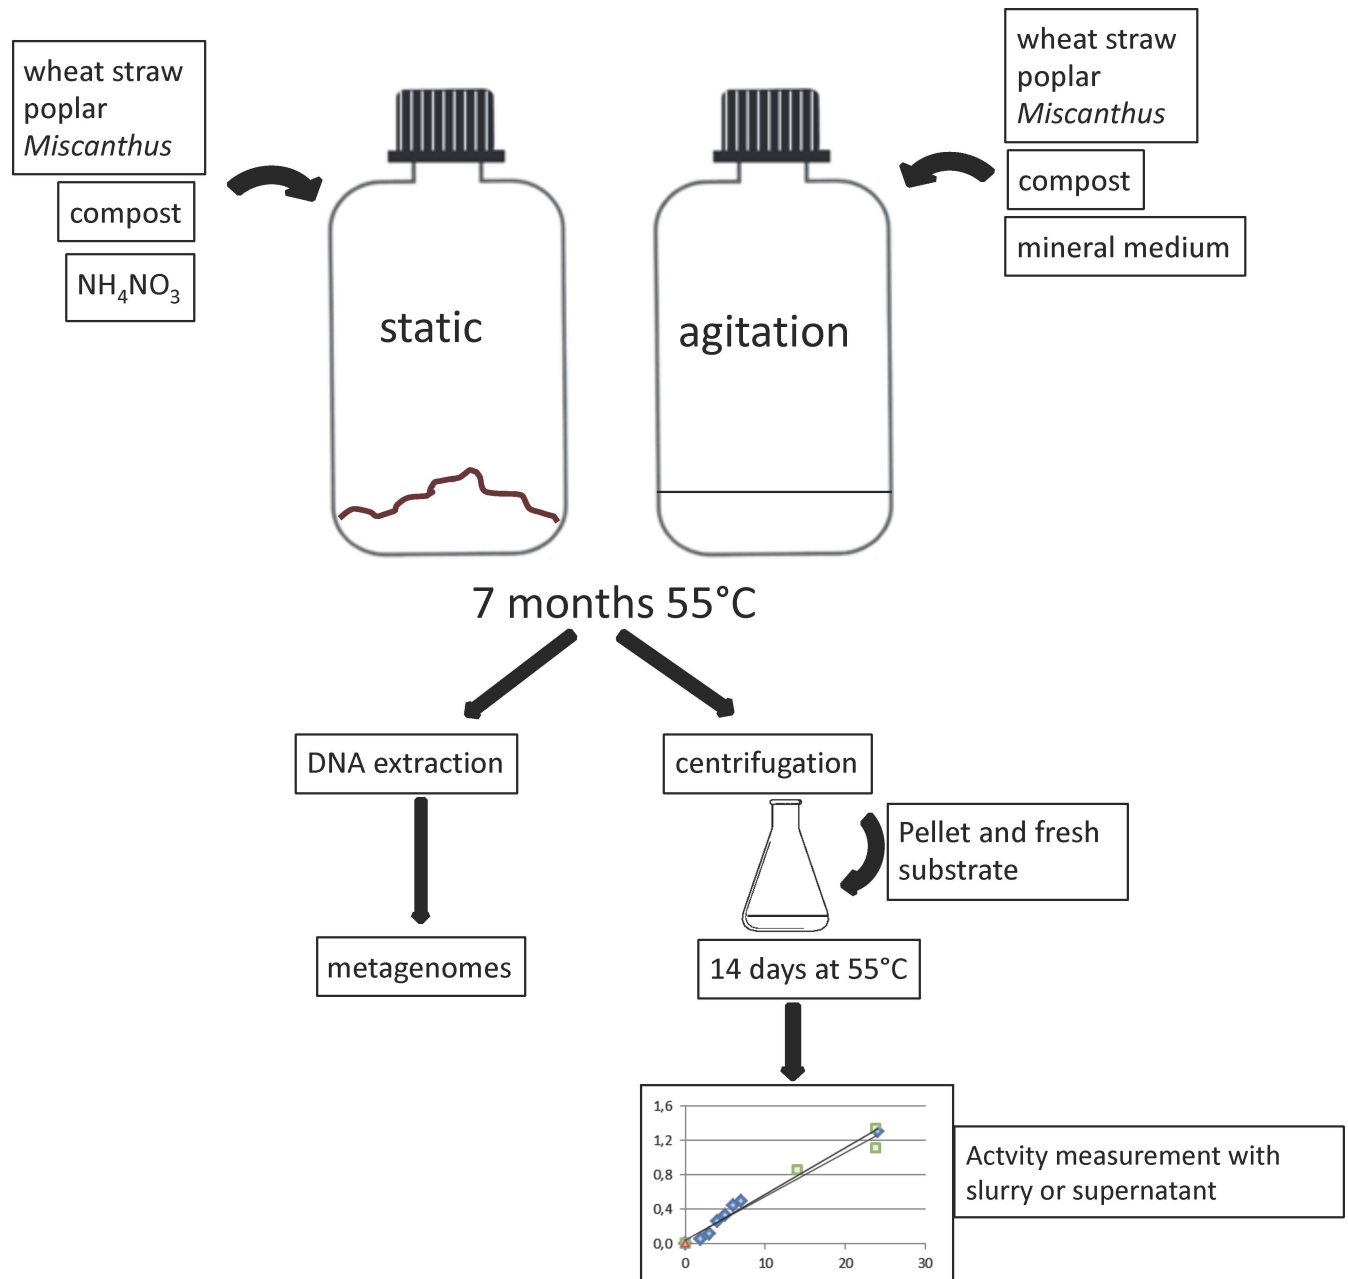 wheat straw
poplar
Miscanthus
compost
NH₄NO₃
wheat straw
poplar
Miscanthus
compost
mineral medium
static
agitation
7 months 55°C
DNA extraction
metagenomes
centrifugation
Pellet and fresh
substrate
14 days at 55°C
1,6
1,2
0,8
0,4
0,0
0 10 20 30
Actvity measurement with
slurry or supernatant